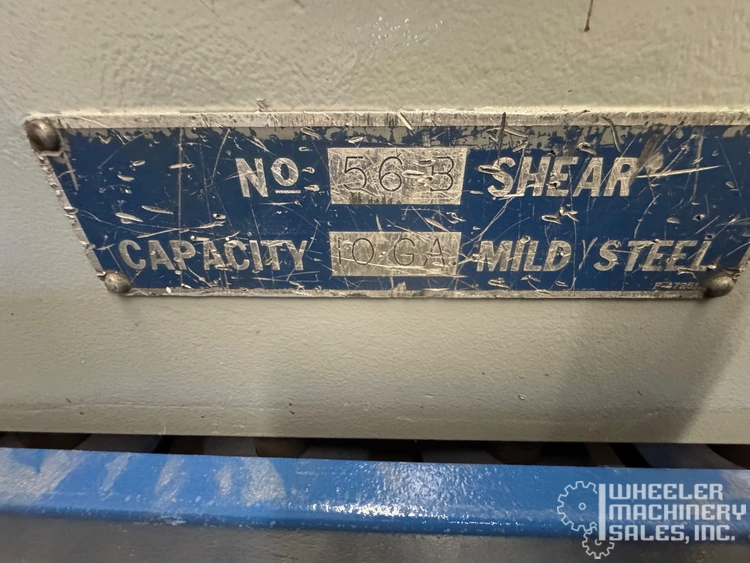 No 56-B SHEAR
CAPACITY 10 GA. MILD STEEL
WHEELER
MACHINERY
SALES, INC.